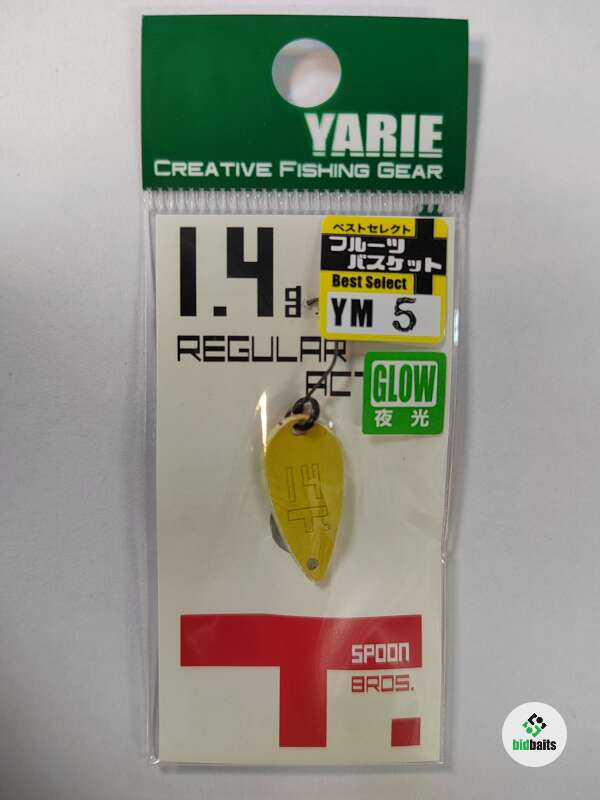 YARIE
CREATIVE FISHING GEAR
1.4g
ベストセレクト
フルーツ
バスケット
Best Select
YM 5
REGULAR
ACT
GLOW
夜光
T.
SPOON
BROS.
bidbaits